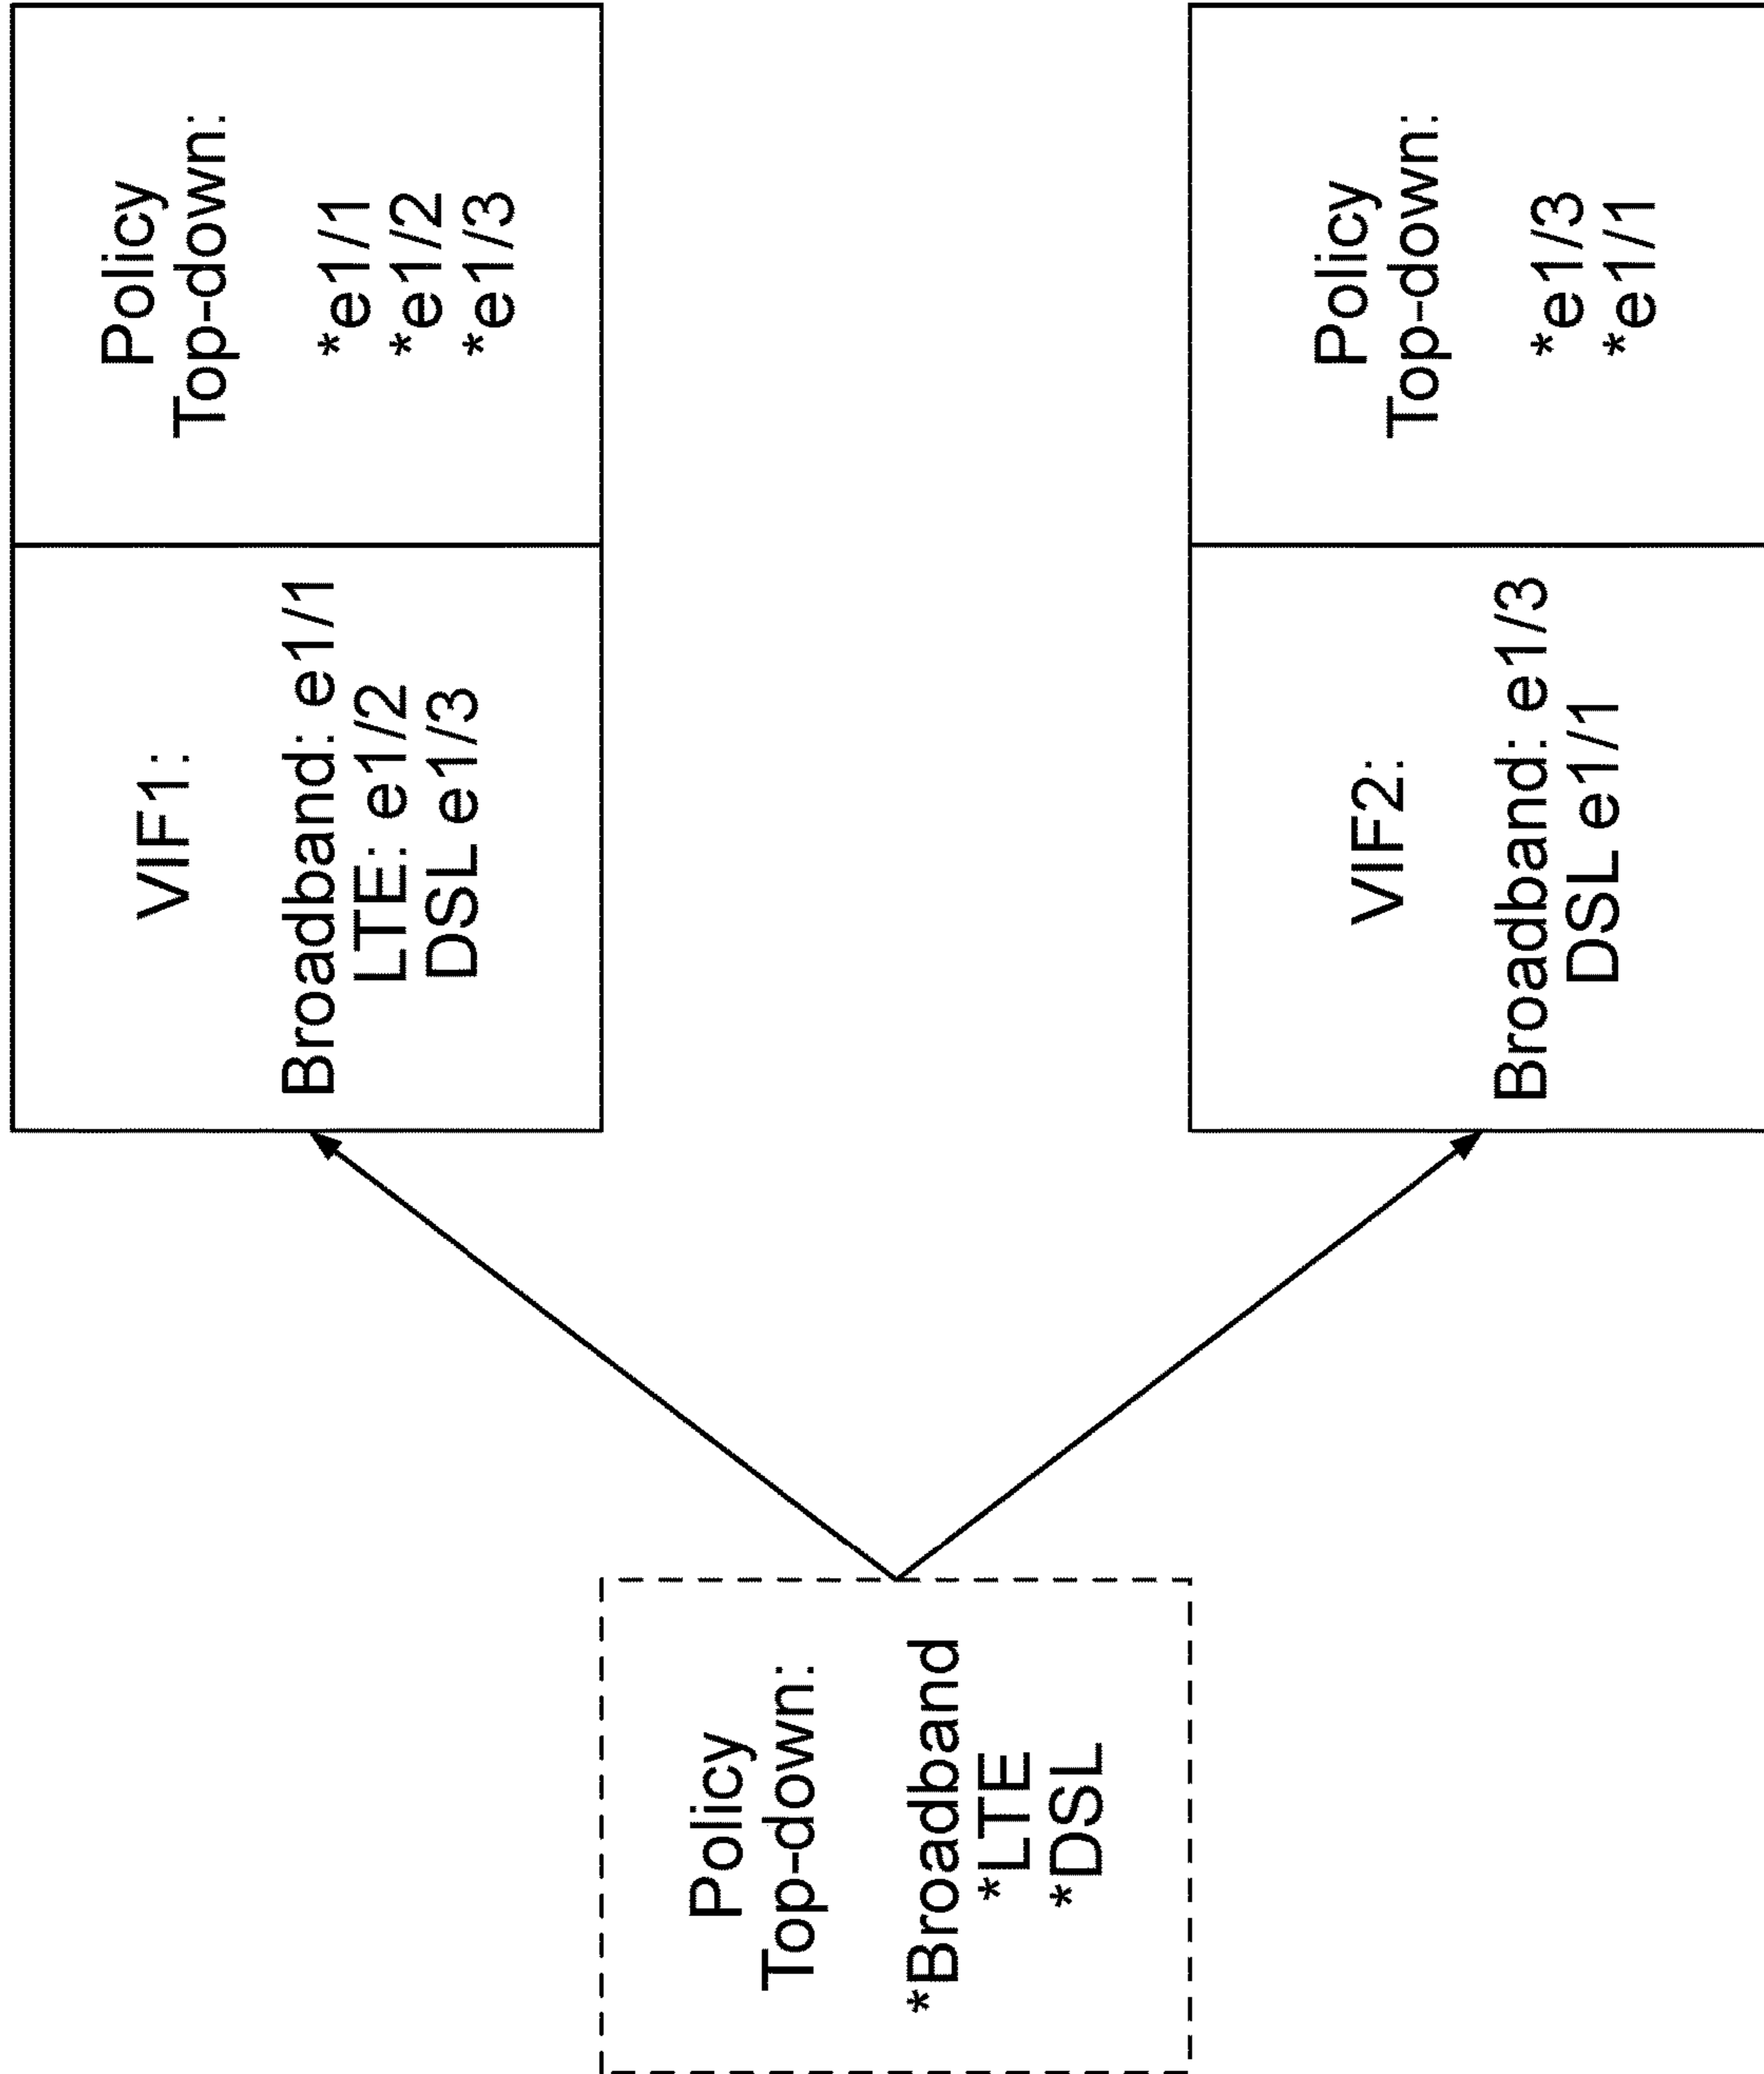 Policy
Top-down:
*Broadband
*LTE
*DSL
VIF1:
Broadband: e1/1
LTE: e1/2
DSL e1/3
Policy
Top-down:
*e1/1
*e1/2
*e1/3
VIF2:
Broadband: e1/3
DSL e1/1
Policy
Top-down:
*e1/3
*e1/1